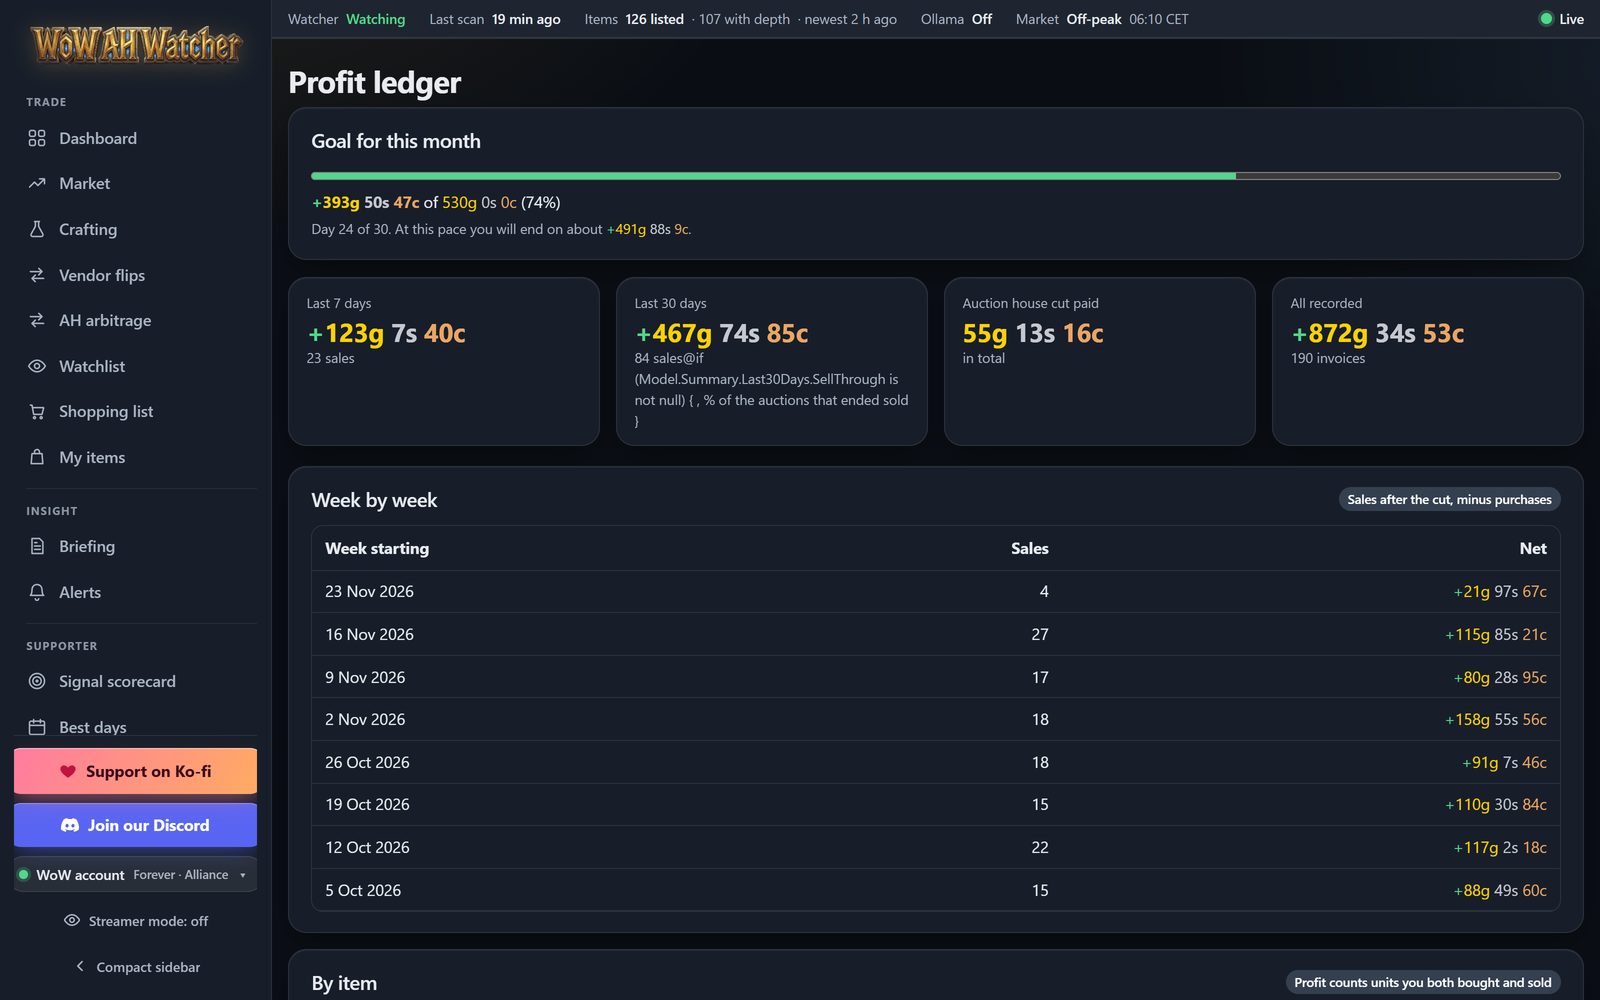 WoW AH Watcher
Watcher Watching Last scan 19 min ago Items 126 listed · 107 with depth · newest 2 h ago Ollama Off Market Off-peak 06:10 CET Live
TRADE
Dashboard
Market
Crafting
Vendor flips
AH arbitrage
Watchlist
Shopping list
My items
INSIGHT
Briefing
Alerts
SUPPORTER
Signal scorecard
Best days
Support on Ko-fi
Join our Discord
WoW account Forever · Alliance
Streamer mode: off
Compact sidebar
Profit ledger
Goal for this month
+393g 50s 47c of 530g 0s 0c (74%)
Day 24 of 30. At this pace you will end on about +491g 88s 9c.
Last 7 days
+123g 7s 40c
23 sales
Last 30 days
+467g 74s 85c
84 sales@if
(Model.Summary.Last30Days.SellThrough is
not null) { , % of the auctions that ended sold
}
Auction house cut paid
55g 13s 16c
in total
All recorded
+872g 34s 53c
190 invoices
Week by week
Sales after the cut, minus purchases
Week starting Sales Net
23 Nov 2026 4 +21g 97s 67c
16 Nov 2026 27 +115g 85s 21c
9 Nov 2026 17 +80g 28s 95c
2 Nov 2026 18 +158g 55s 56c
26 Oct 2026 18 +91g 7s 46c
19 Oct 2026 15 +110g 30s 84c
12 Oct 2026 22 +117g 2s 18c
5 Oct 2026 15 +88g 49s 60c
By item
Profit counts units you both bought and sold